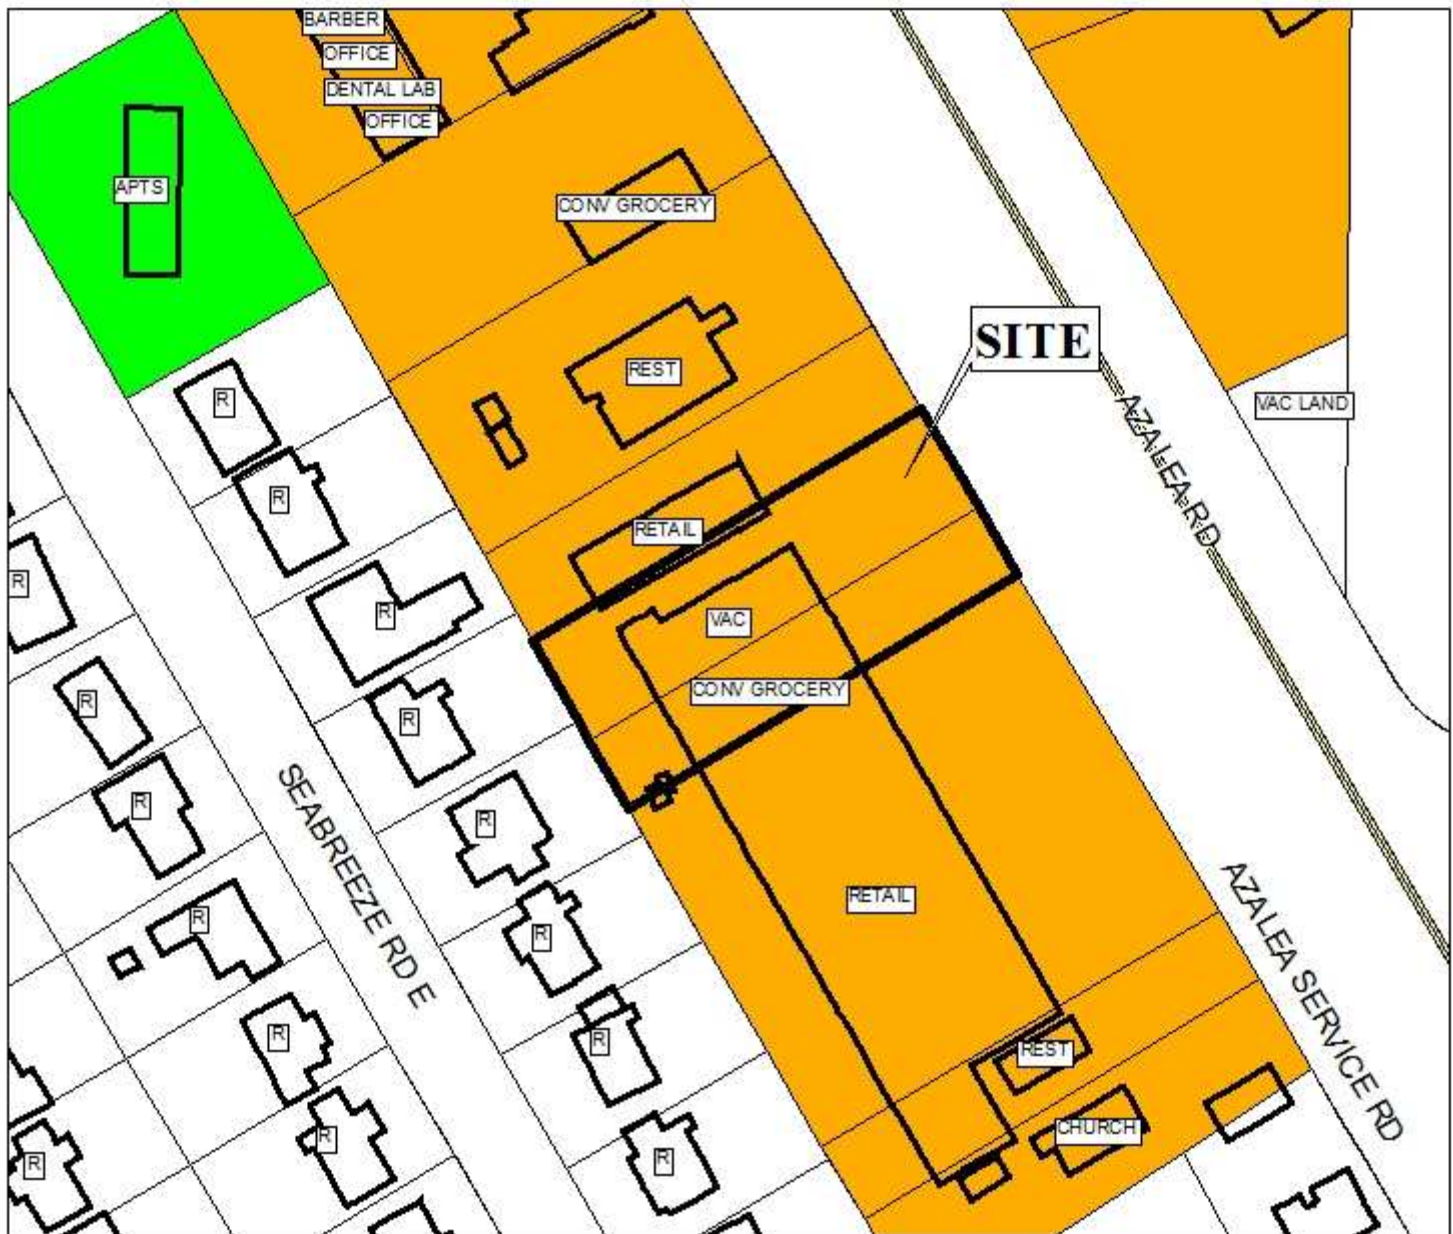 BARBER
OFFICE
DENTAL LAB
OFFICE
APTS
CONV GROCERY
SITE
REST
R
VAC LAND
AZALEA RD
R
RETAIL
R
R
VAC
CONV GROCERY
R
R
R
SEABREEZE RD E
R
R
RETAIL
R
R
AZALEA SERVICE RD
R
R
REST
CHURCH
R
R
R